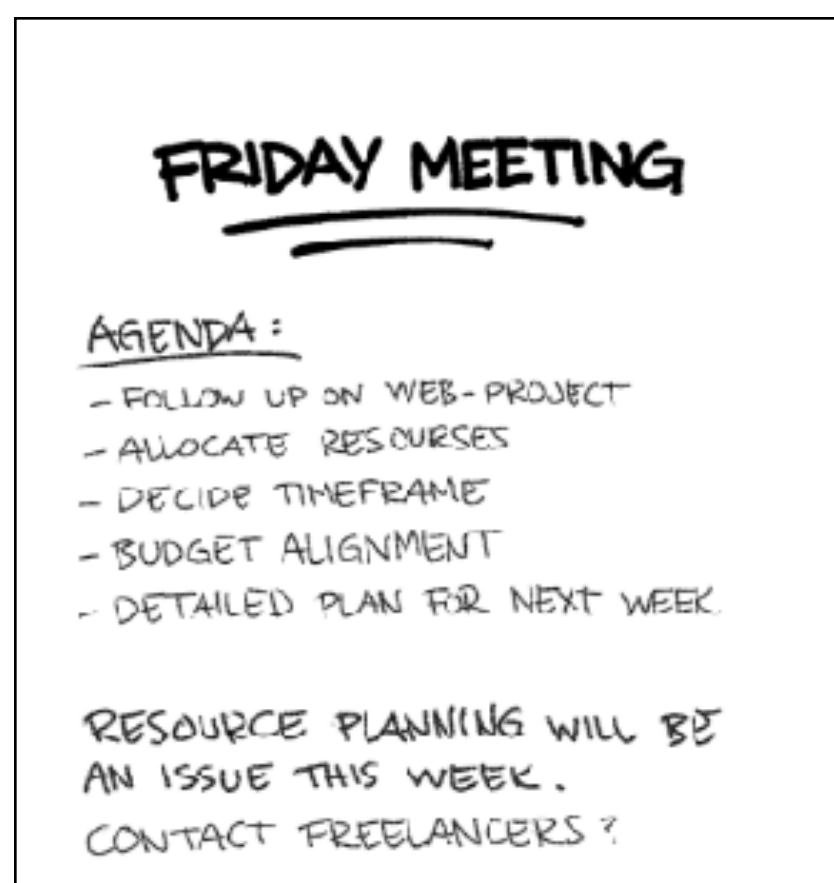 FRIDAY MEETING
AGENDA:
- FOLLOW UP ON WEB-PROJECT
- ALLOCATE RESOURSES
- DECIDE TIMEFRAME
- BUDGET ALIGNMENT
- DETAILED PLAN FOR NEXT WEEK
RESOURCE PLANNING WILL BE
AN ISSUE THIS WEEK.
CONTACT FREELANCERS?